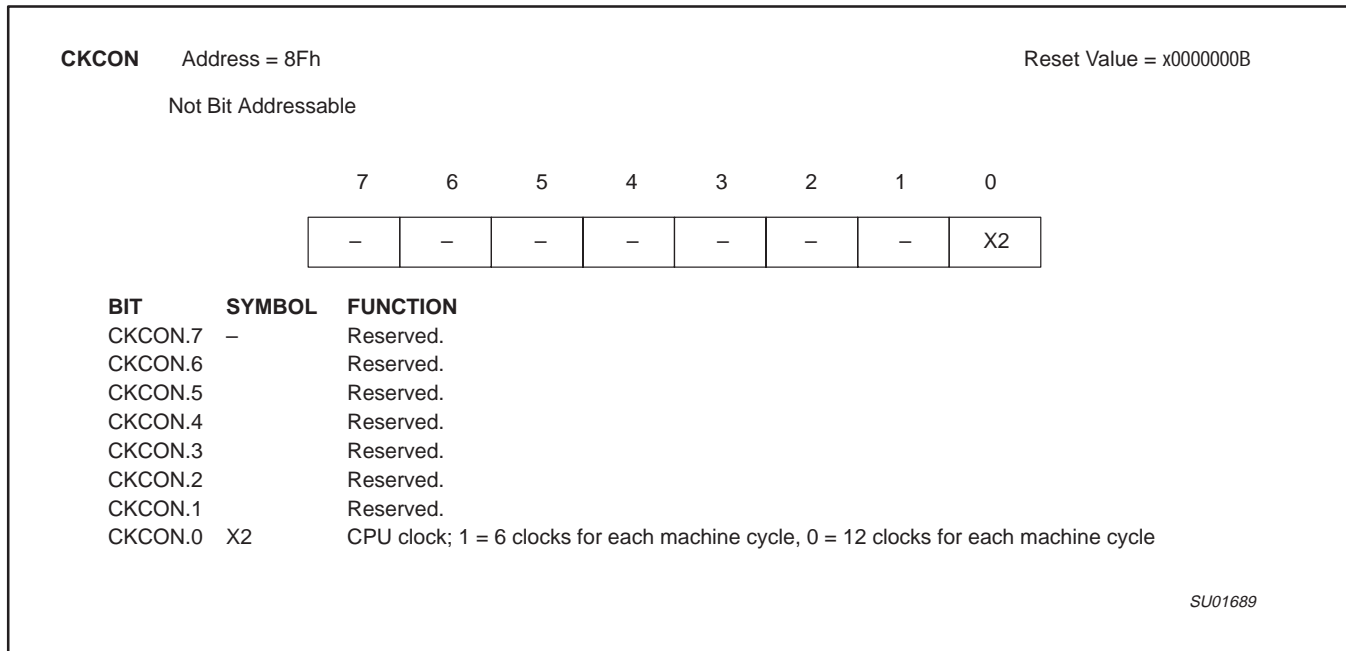 CKCON Address = 8Fh Reset Value = x0000000B
Not Bit Addressable
7 6 5 4 3 2 1 0
– – – – – – – X2
BIT SYMBOL FUNCTION
CKCON.7 – Reserved.
CKCON.6 Reserved.
CKCON.5 Reserved.
CKCON.4 Reserved.
CKCON.3 Reserved.
CKCON.2 Reserved.
CKCON.1 Reserved.
CKCON.0 X2 CPU clock; 1 = 6 clocks for each machine cycle, 0 = 12 clocks for each machine cycle
SU01689